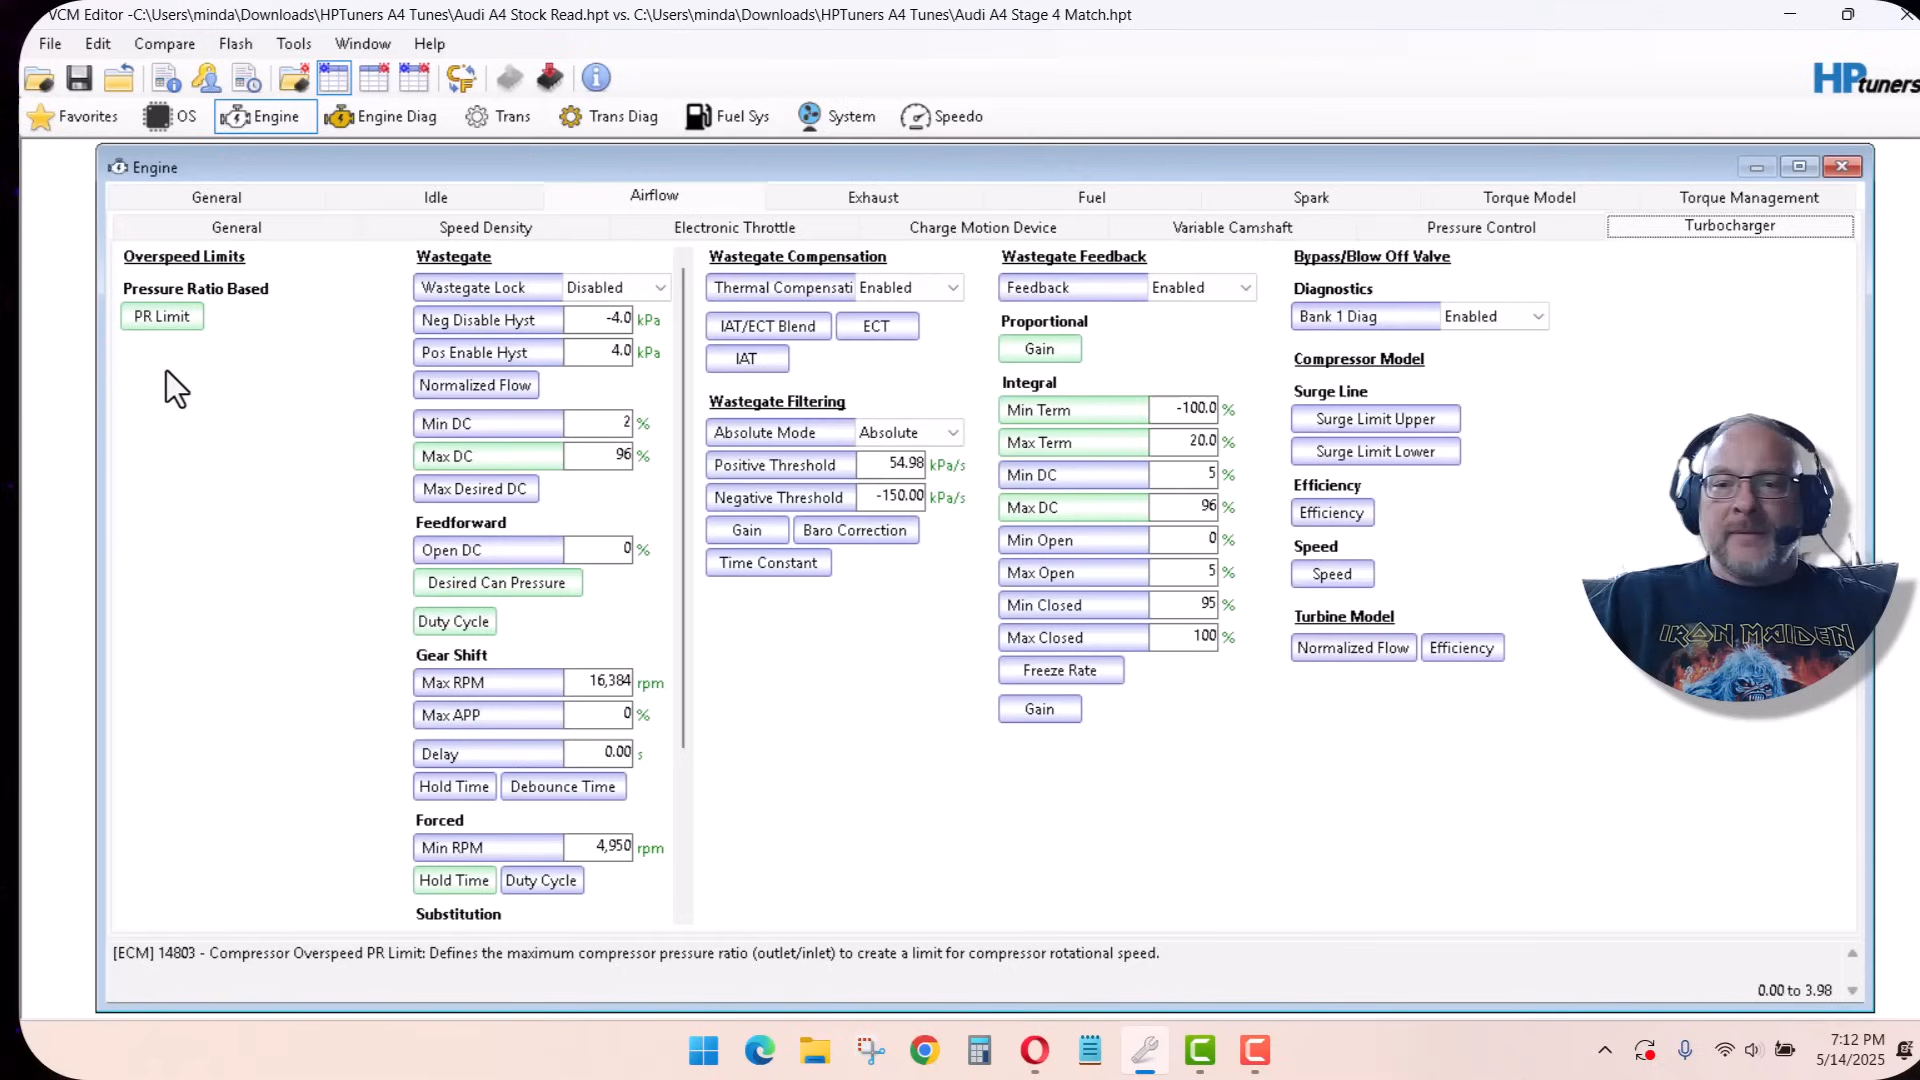 VCM Editor -C:\Users\minda\Downloads\HPTuners A4 Tunes\Audi A4 Stock Read.hpt vs. C:\Users\minda\Downloads\HPTuners A4 Tunes\Audi A4 Stage 4 Match.hpt
File Edit Compare Flash Tools Window Help
HPtuners
Favorites OS Engine Engine Diag Trans Trans Diag Fuel Sys System Speedo
Engine
General Idle Airflow Exhaust Fuel Spark Torque Model Torque Management
General Speed Density Electronic Throttle Charge Motion Device Variable Camshaft Pressure Control Turbocharger
Overspeed Limits
Pressure Ratio Based
PR Limit
Wastegate
Wastegate Lock Disabled
Neg Disable Hyst -4.0 kPa
Pos Enable Hyst 4.0 kPa
Normalized Flow
Min DC 2 %
Max DC 96 %
Max Desired DC
Feedforward
Open DC 0 %
Desired Can Pressure
Duty Cycle
Gear Shift
Max RPM 16,384 rpm
Max APP 0 %
Delay 0.00 s
Hold Time Debounce Time
Forced
Min RPM 4,950 rpm
Hold Time Duty Cycle
Substitution
Wastegate Compensation
Thermal Compensati Enabled
IAT/ECT Blend ECT
IAT
Wastegate Filtering
Absolute Mode Absolute
Positive Threshold 54.98 kPa/s
Negative Threshold -150.00 kPa/s
Gain Baro Correction
Time Constant
Wastegate Feedback
Feedback Enabled
Proportional
Gain
Integral
Min Term -100.0 %
Max Term 20.0 %
Min DC 5 %
Max DC 96 %
Min Open 0 %
Max Open 5 %
Min Closed 95 %
Max Closed 100 %
Freeze Rate
Gain
Bypass/Blow Off Valve
Diagnostics
Bank 1 Diag Enabled
Compressor Model
Surge Line
Surge Limit Upper
Surge Limit Lower
Efficiency
Efficiency
Speed
Speed
Turbine Model
Normalized Flow Efficiency
IRON MAIDEN
[ECM] 14803 - Compressor Overspeed PR Limit: Defines the maximum compressor pressure ratio (outlet/inlet) to create a limit for compressor rotational speed.
0.00 to 3.98
7:12 PM
5/14/2025